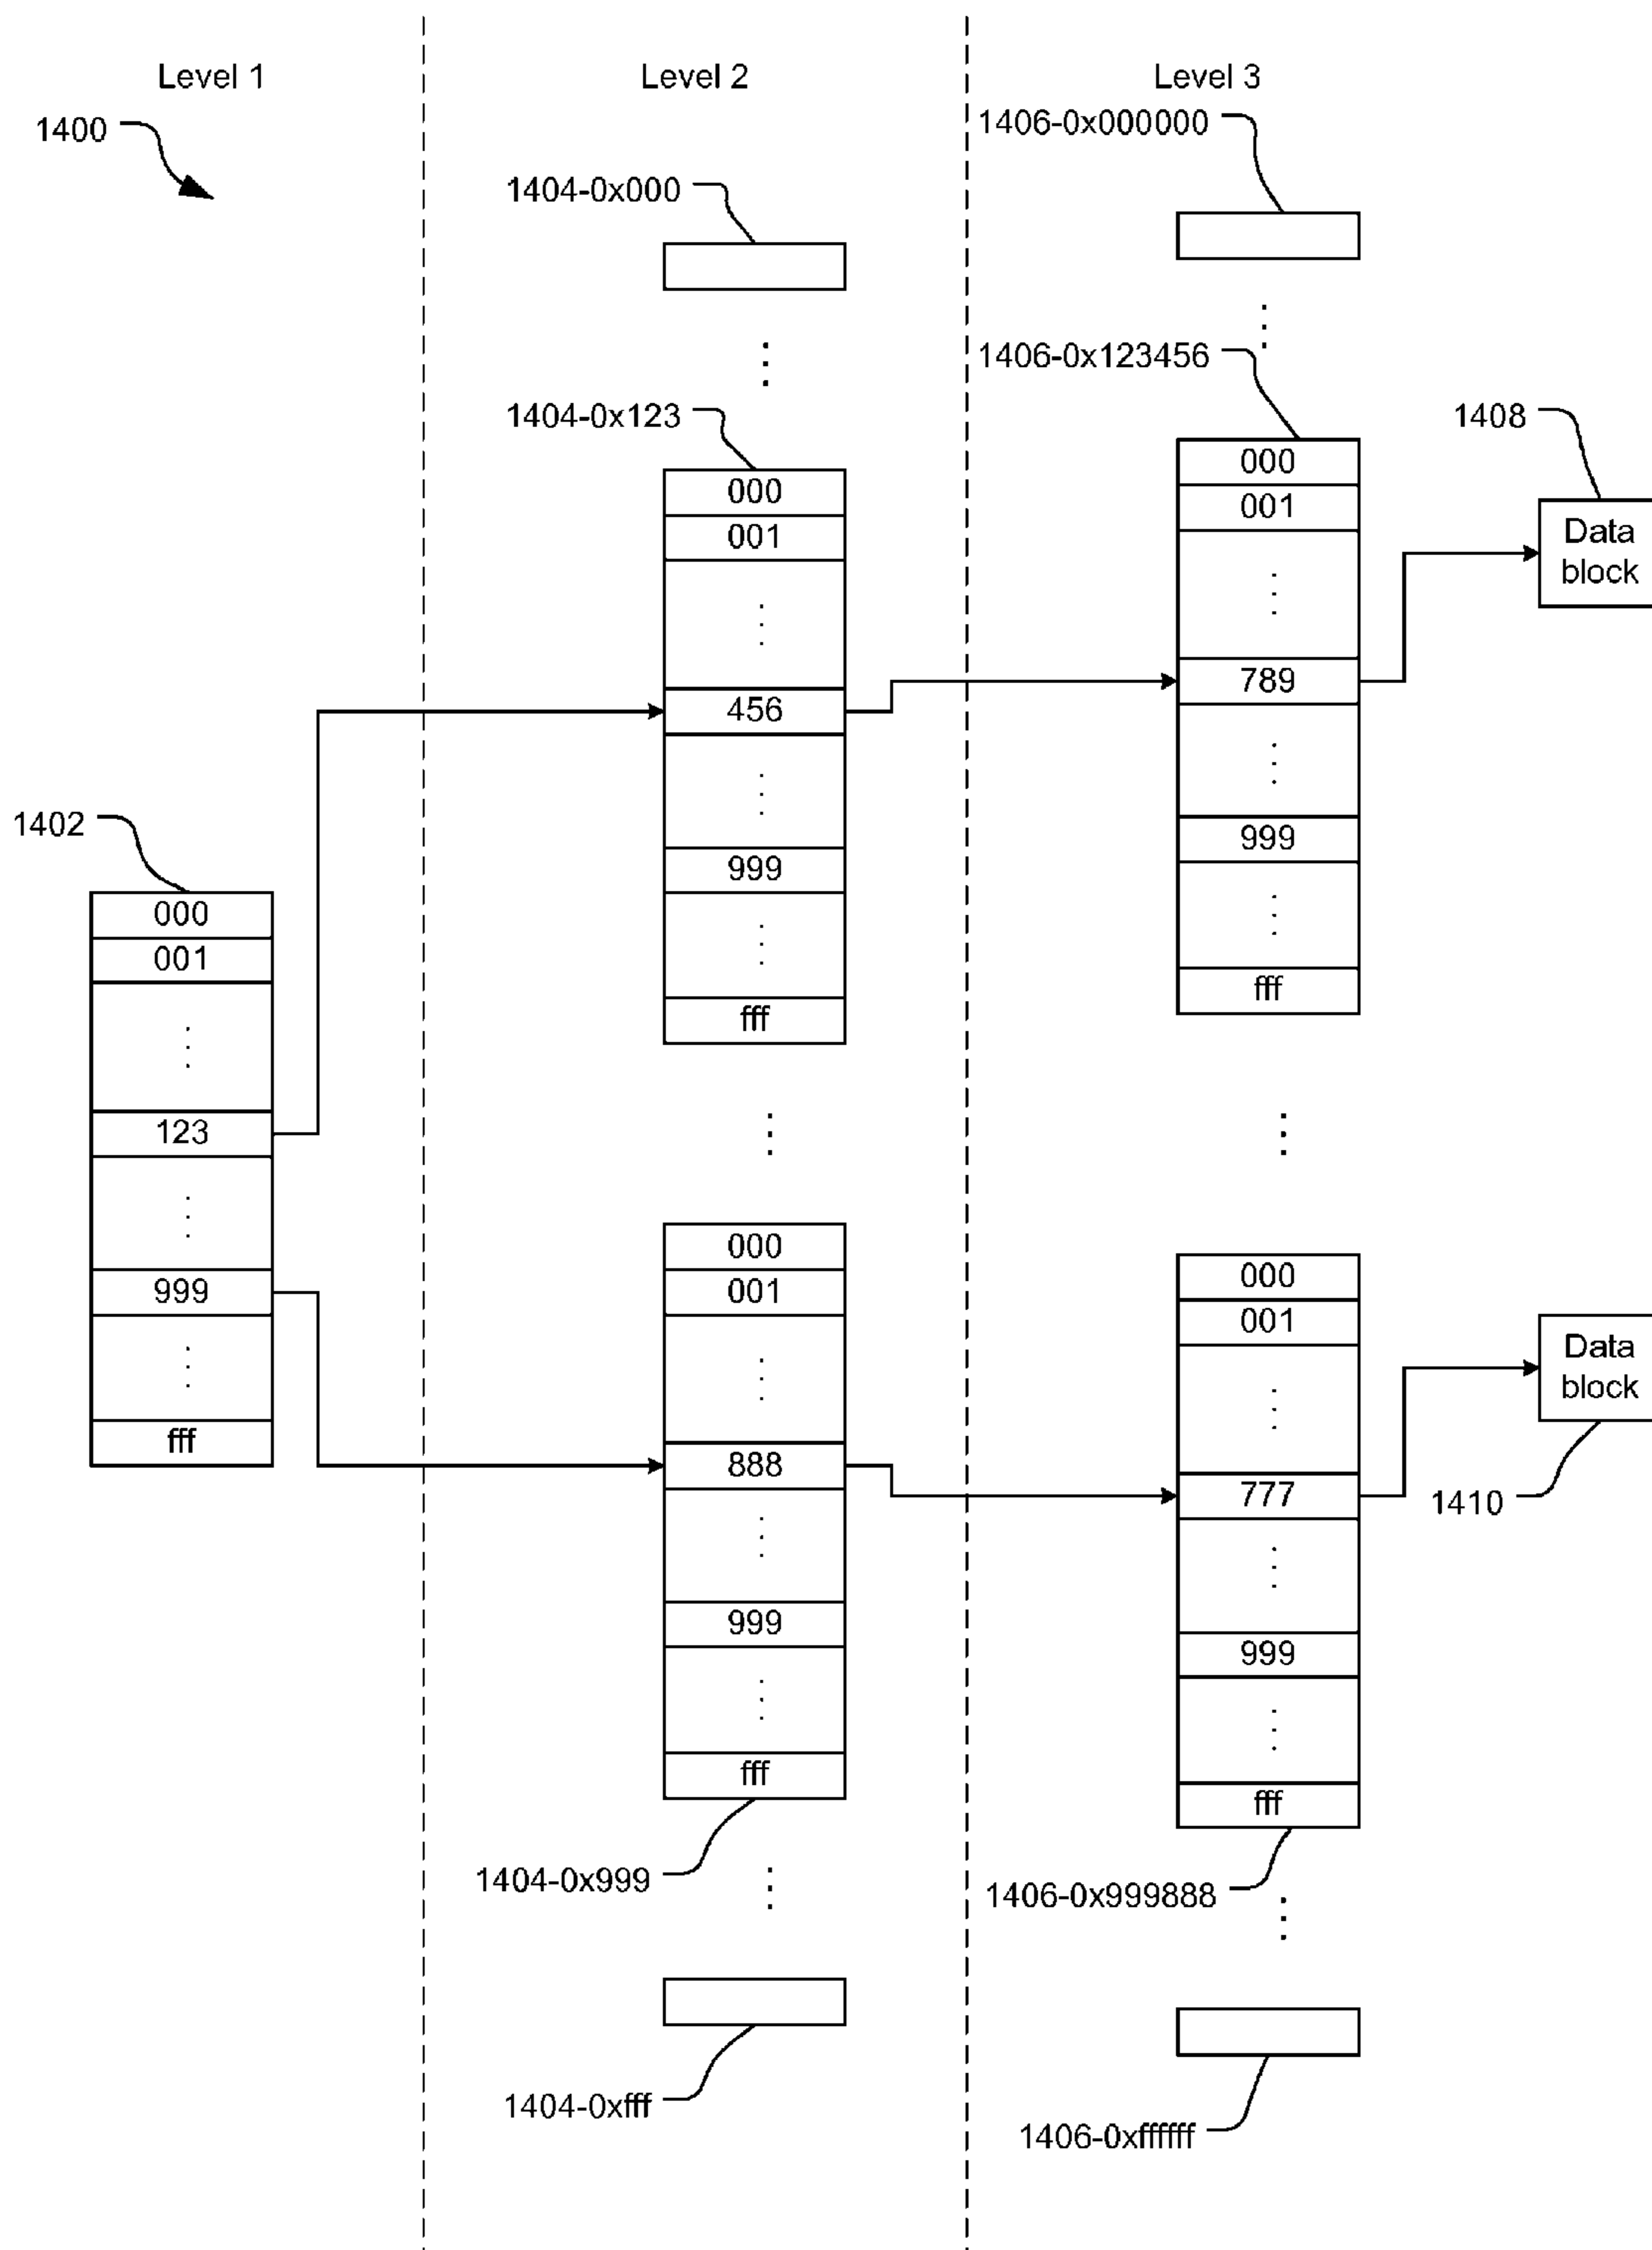 Level 1
Level 2
Level 3
1400
1406-0x000000
1404-0x000
1406-0x123456
1404-0x123
1408
000
001
456
999
fff
000
001
789
999
fff
Data
block
1402
000
001
123
999
fff
000
001
888
999
fff
000
001
777
999
fff
Data
block
1410
1404-0x999
1406-0x999888
1404-0xfff
1406-0xffffff